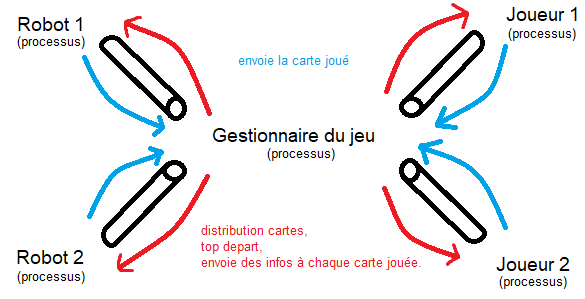 Robot 1
(processus)
Joueur 1
(processus)
envoie la carte joué
Gestionnaire du jeu
(processus)
distribution cartes,
top depart,
envoie des infos à chaque carte jouée.
Robot 2
(processus)
Joueur 2
(processus)